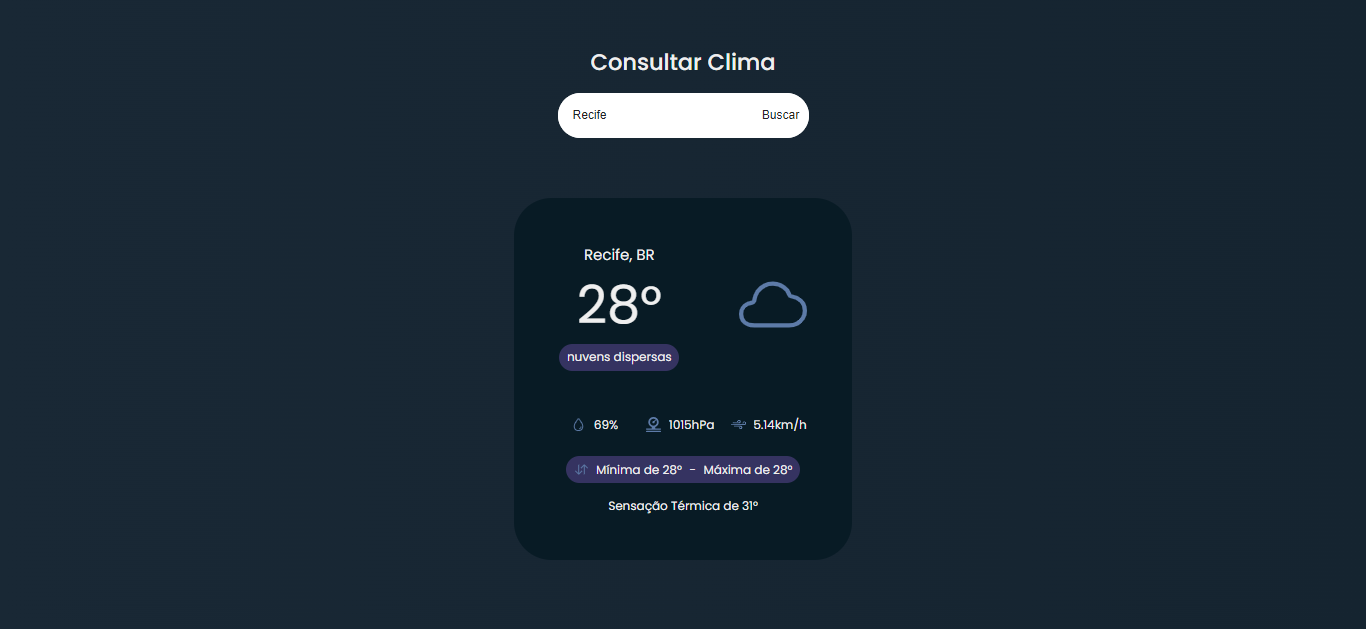 Consultar Clima
Recife Buscar
Recife, BR
28º
nuvens dispersas
69% 1015hPa 5.14km/h
Mínima de 28º - Máxima de 28º
Sensação Térmica de 31º